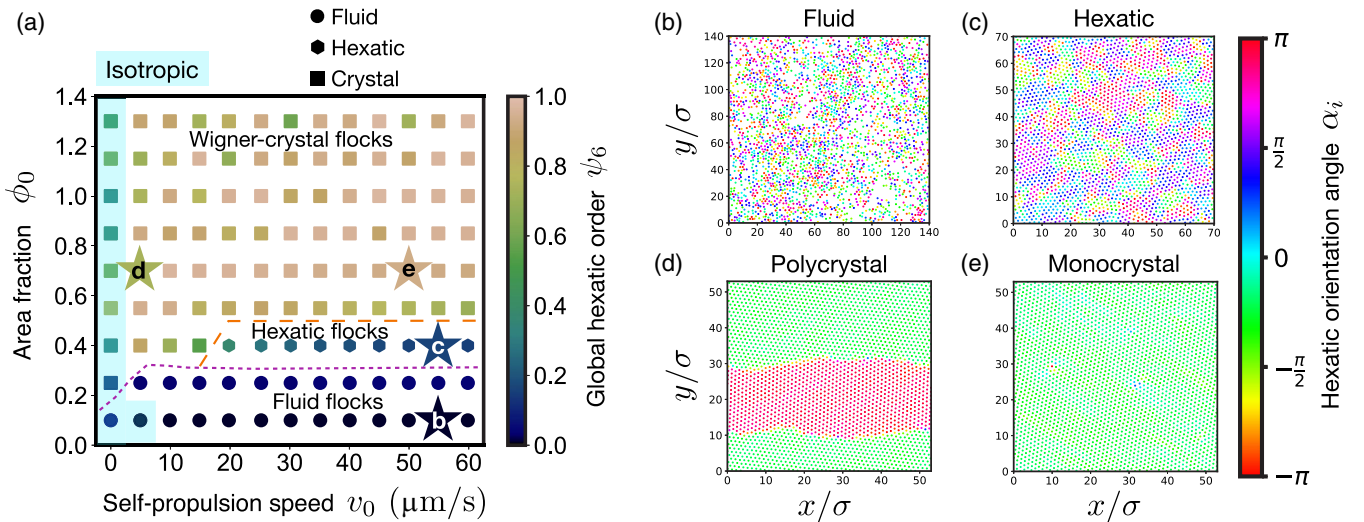 (a)
Fluid
Hexatic
Crystal
Isotropic
1.4
1.2
1.0
0.8
0.6
0.4
0.2
0.0
Area fraction ϕ₀
Wigner-crystal flocks
d
e
Hexatic flocks
c
Fluid flocks
b
0 10 20 30 40 50 60
Self-propulsion speed v₀ (μm/s)
1.0
0.8
0.6
0.4
0.2
0.0
Global hexatic order ψ₆
(b) Fluid
140
120
100
80
60
40
20
0
y/σ
0 20 40 60 80 100 120 140
(c) Hexatic
70
60
50
40
30
20
10
0
0 10 20 30 40 50 60 70
(d) Polycrystal
50
40
30
20
10
0
y/σ
0 10 20 30 40 50
x/σ
(e) Monocrystal
50
40
30
20
10
0
0 10 20 30 40 50
x/σ
π
π/2
0
−π/2
−π
Hexatic orientation angle αᵢ